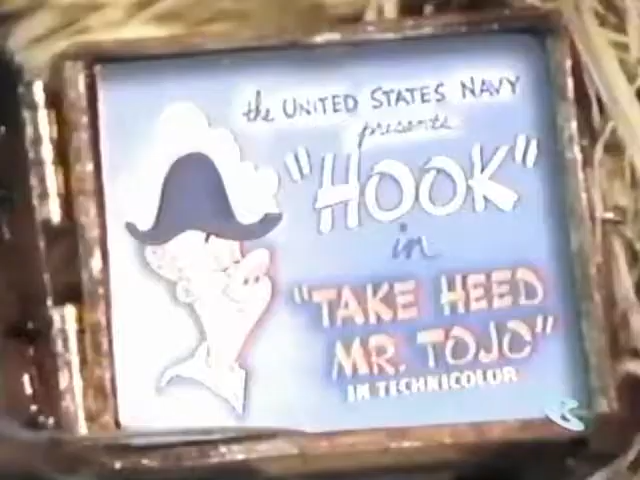 the UNITED STATES NAVY
presents
"HOOK"
in
"TAKE HEED
MR. TOJO"
IN TECHNICOLOR